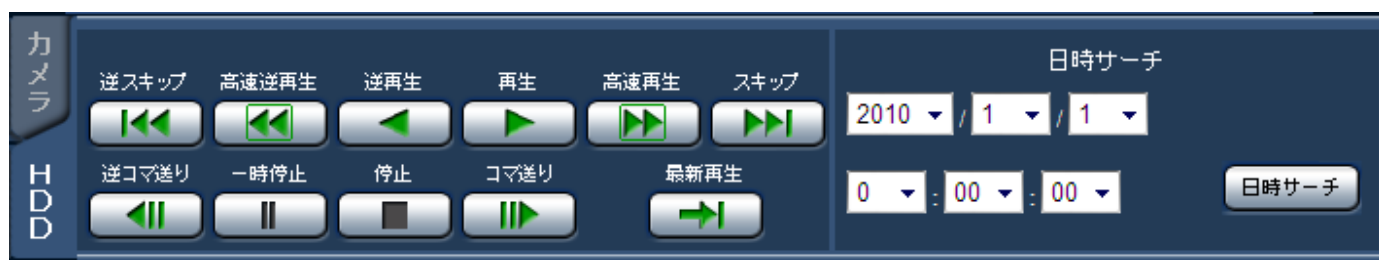 カメラ
HDD
逆スキップ 高速逆再生 逆再生 再生 高速再生 スキップ
逆コマ送り 一時停止 停止 コマ送り 最新再生
日時サーチ
2010 / 1 / 1
0 : 00 : 00 日時サーチ